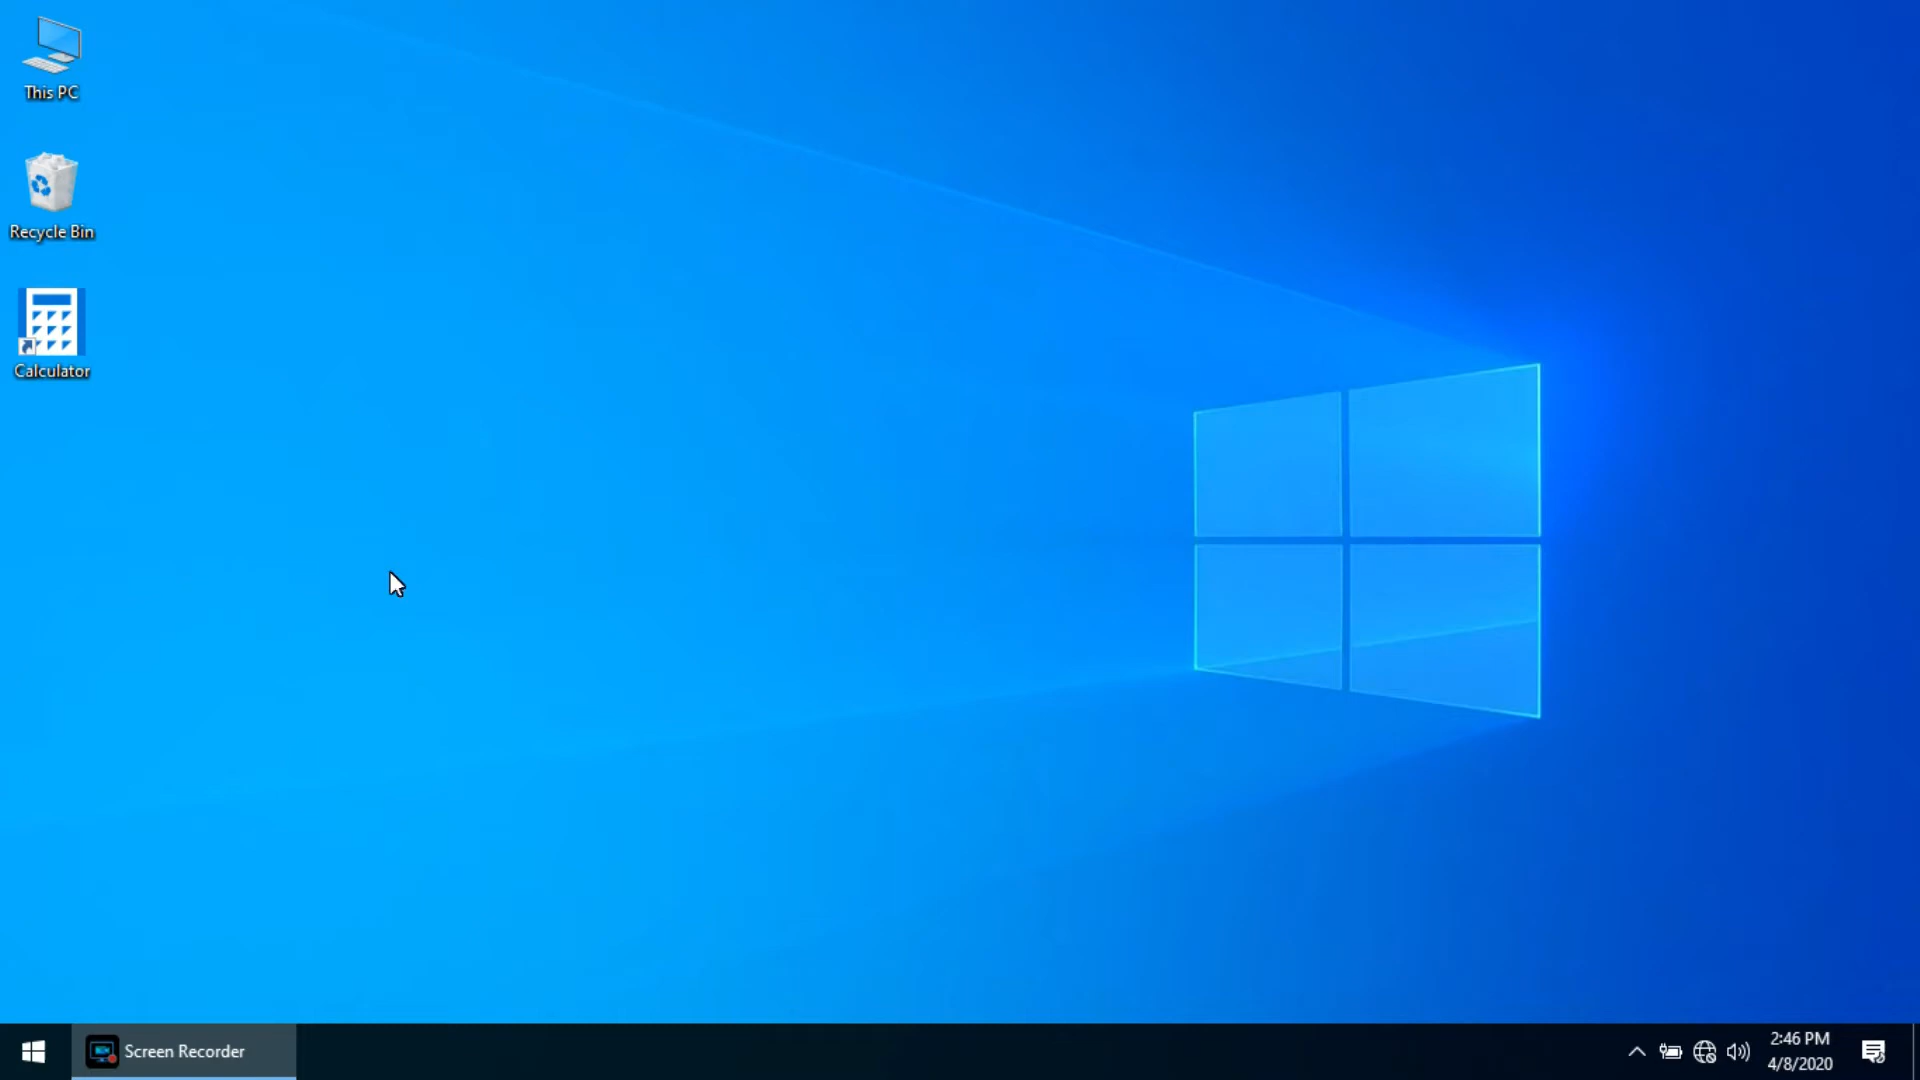 This PC
Recycle Bin
Calculator
Screen Recorder
2:46 PM
4/8/2020